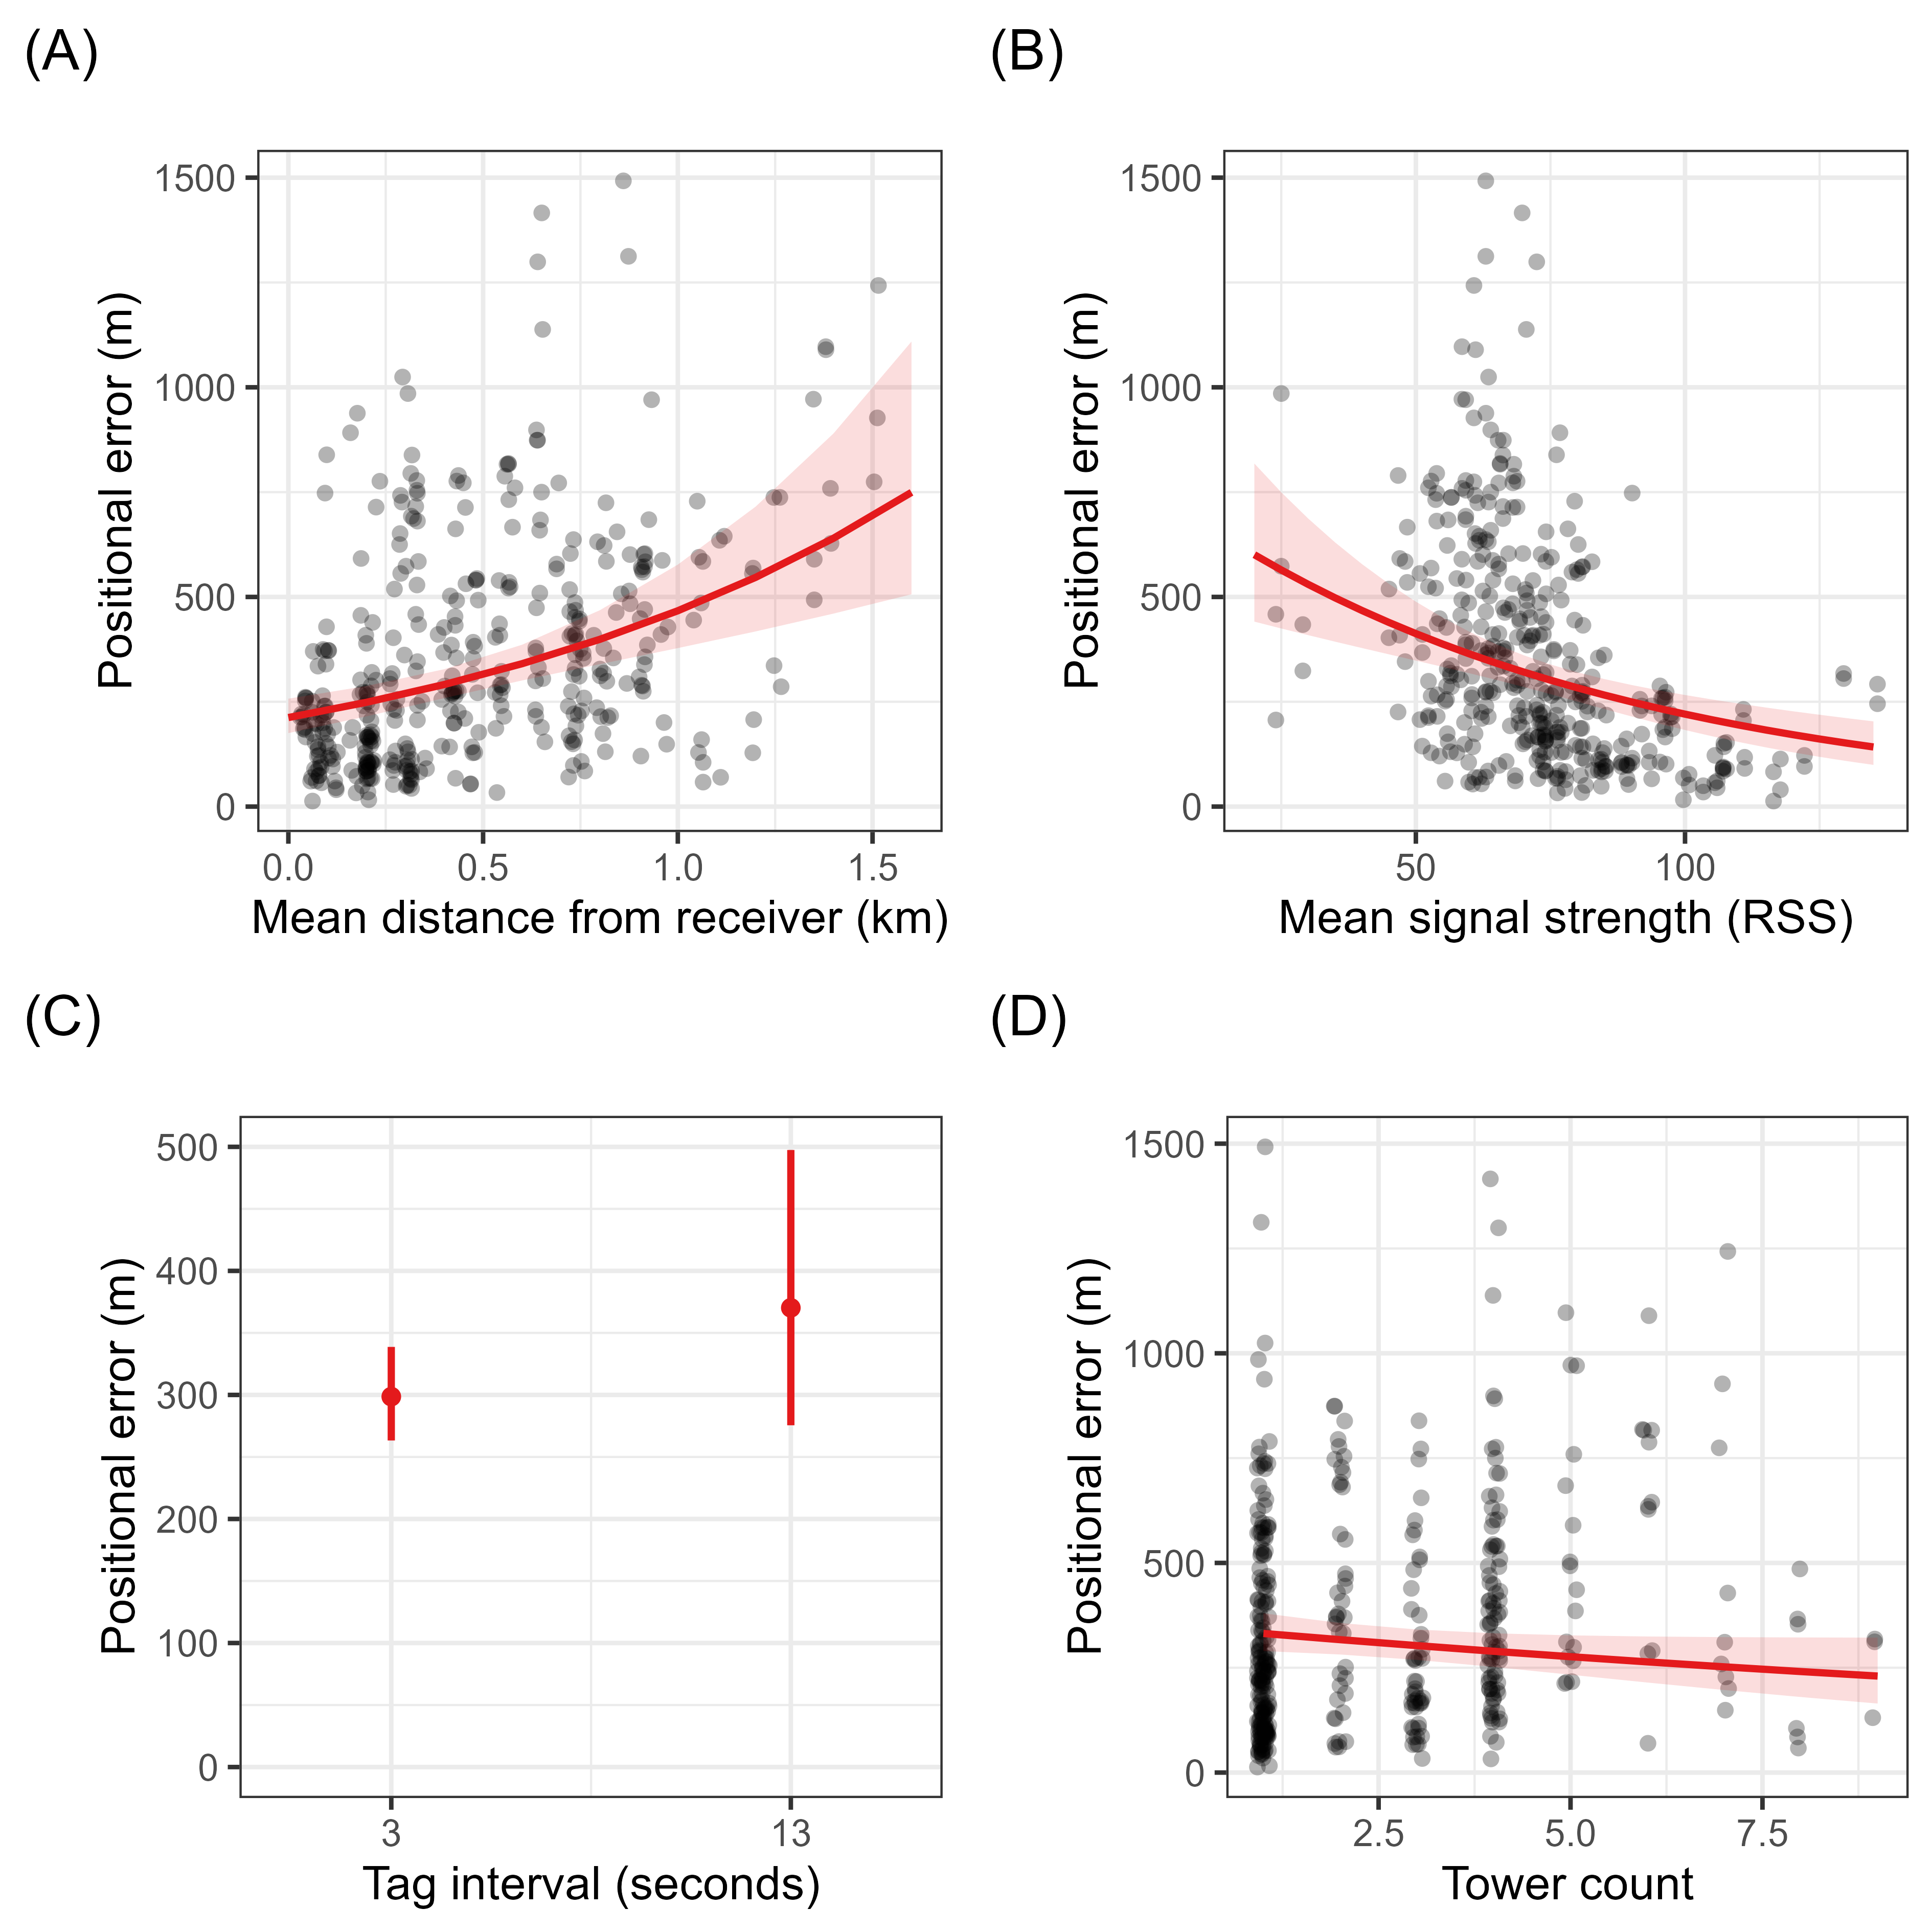 (A)
Positional error (m)
1500
1000
500
0
0.0 0.5 1.0 1.5
Mean distance from receiver (km)
(B)
Positional error (m)
1500
1000
500
0
50 100
Mean signal strength (RSS)
(C)
Positional error (m)
500
400
300
200
100
0
3 13
Tag interval (seconds)
(D)
Positional error (m)
1500
1000
500
0
2.5 5.0 7.5
Tower count